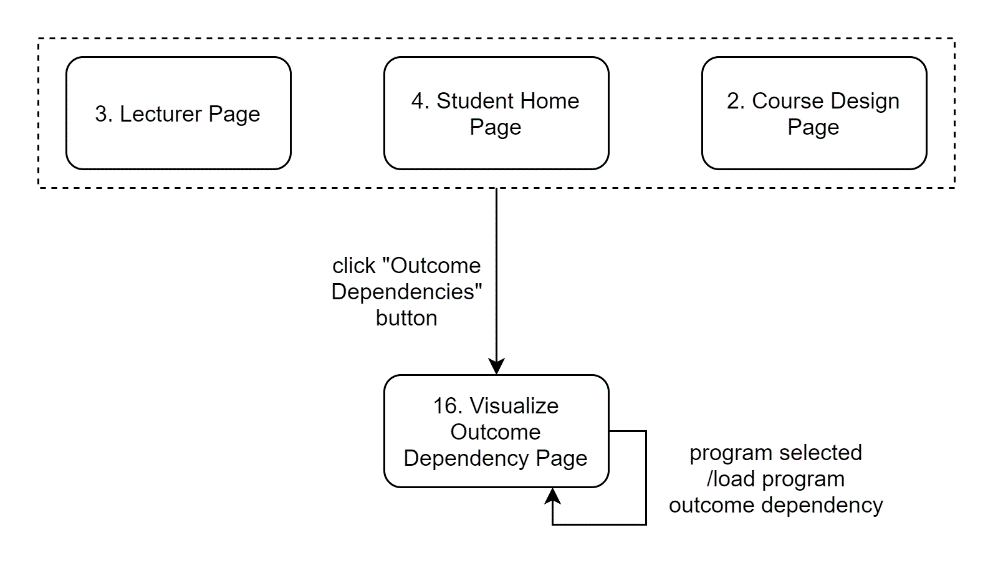 3. Lecturer Page
4. Student Home
Page
2. Course Design
Page
click "Outcome
Dependencies"
button
16. Visualize
Outcome
Dependency Page
program selected
/load program
outcome dependency